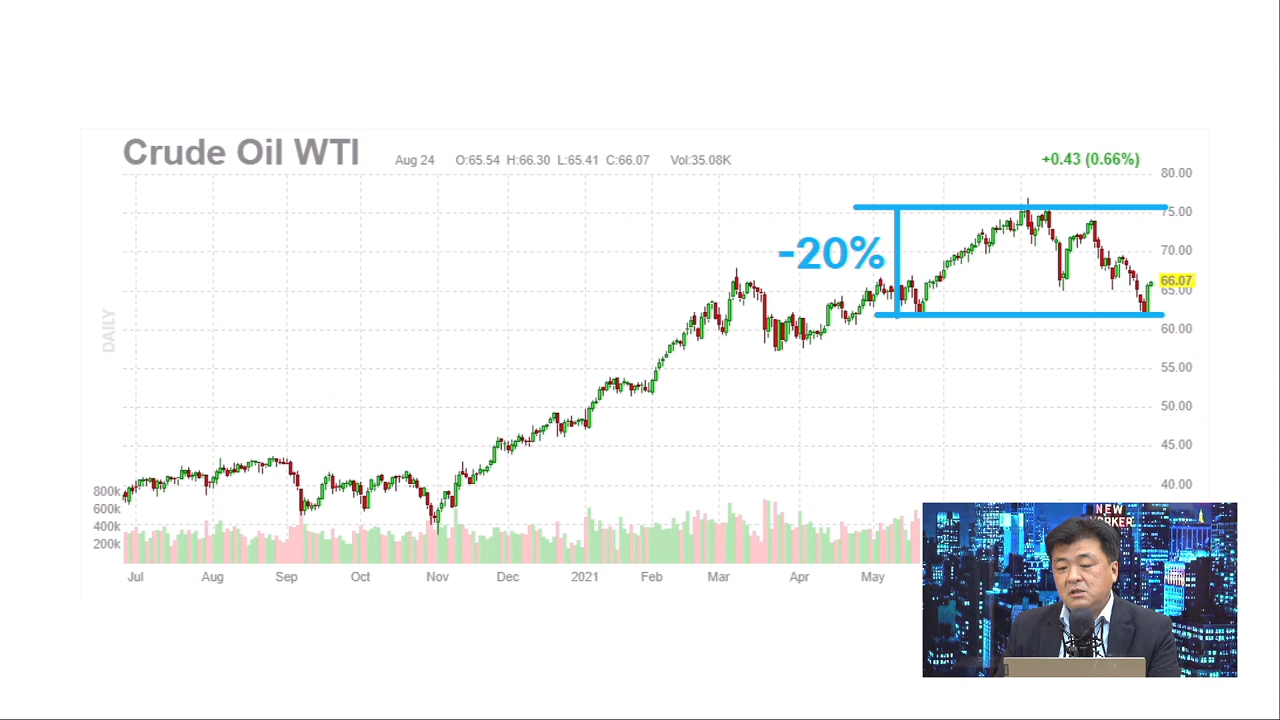 Crude Oil WTI
Aug 24 O:65.54 H:66.30 L:65.41 C:66.07 Vol:35.08K
+0.43 (0.66%)
80.00
75.00
70.00
66.07
65.00
60.00
55.00
50.00
45.00
40.00
-20%
DAILY
800k
600k
400k
200k
Jul Aug Sep Oct Nov Dec 2021 Feb Mar Apr May
NEW